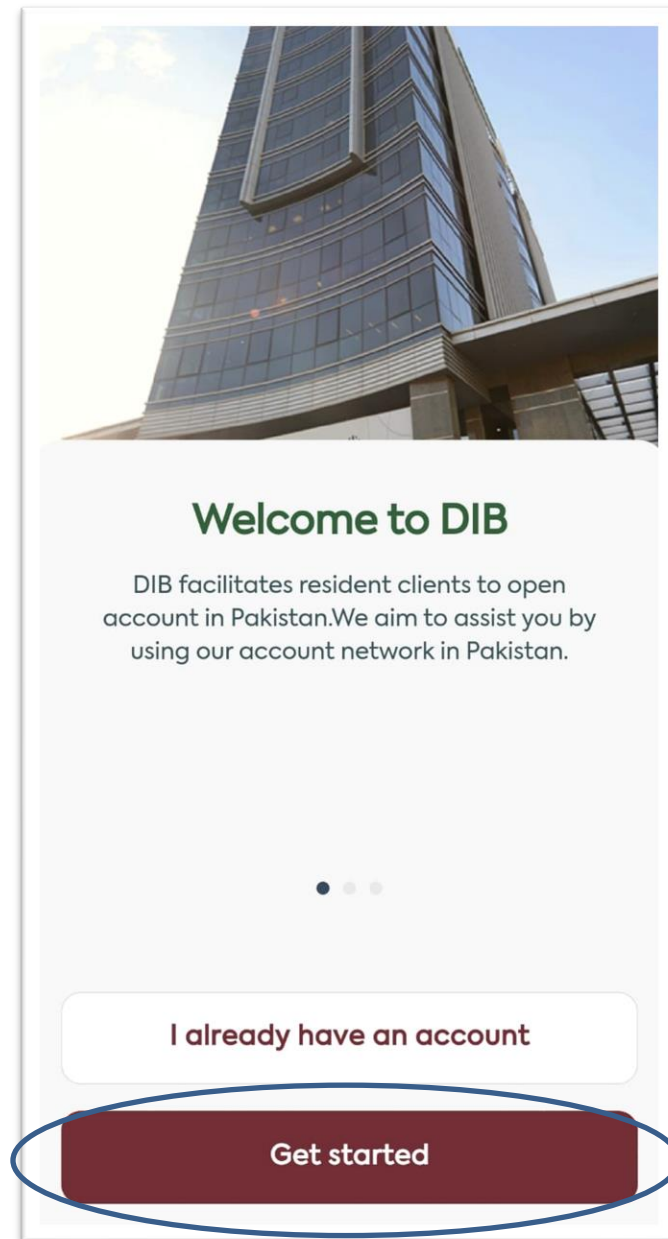 Welcome to DIB
DIB facilitates resident clients to open
account in Pakistan.We aim to assist you by
using our account network in Pakistan.
I already have an account
Get started